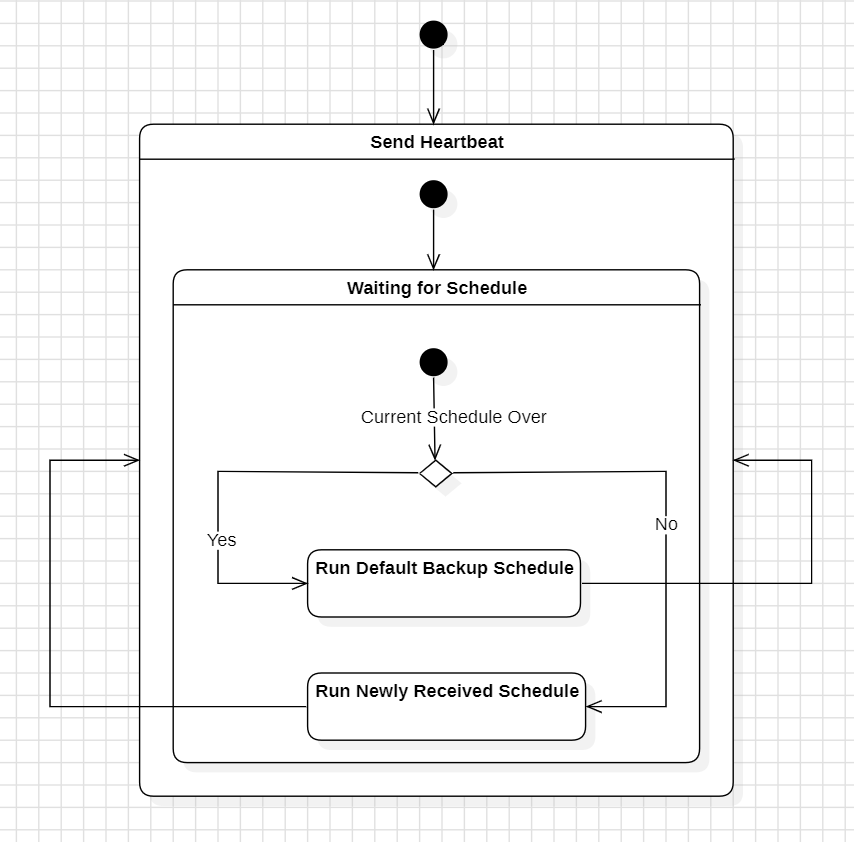 Send Heartbeat
Waiting for Schedule
Current Schedule Over
Yes
No
Run Default Backup Schedule
Run Newly Received Schedule